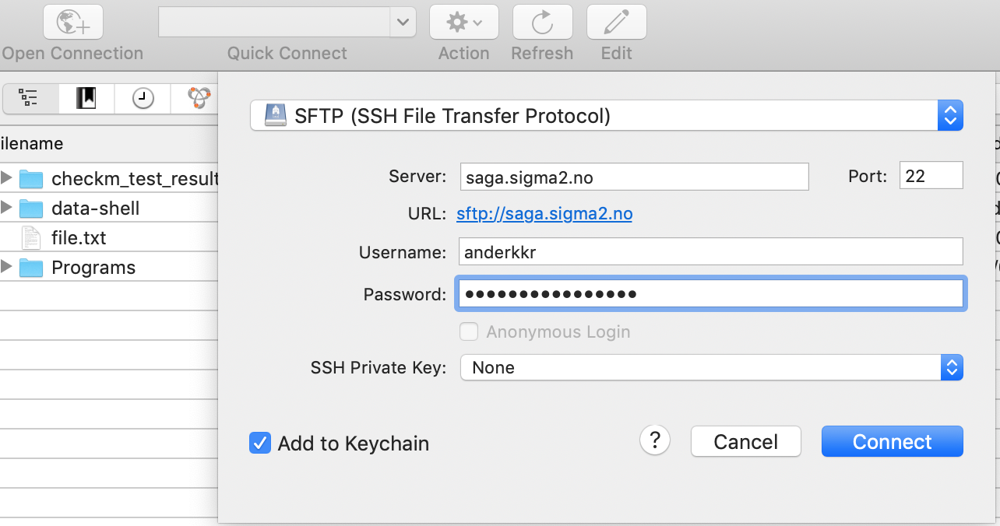 Open Connection Quick Connect Action Refresh Edit
SFTP (SSH File Transfer Protocol)
ilename
Server: saga.sigma2.no Port: 22
checkm_test_result
URL: sftp://saga.sigma2.no
data-shell
file.txt
Username: anderkkr
Programs
Password: ••••••••••••••••
Anonymous Login
SSH Private Key: None
Add to Keychain ? Cancel Connect